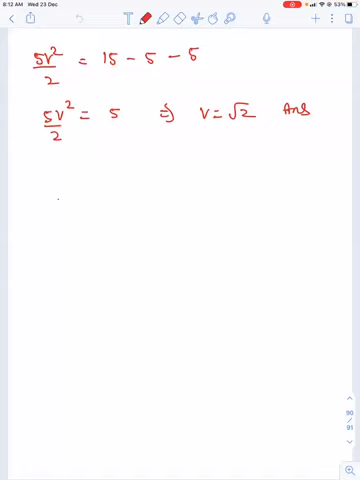 8:12 AM Wed 23 Dec 53%
5v²/2 = 15 - 5 - 5
5v²/2 = 5 ⇒ v = √2 Ans
90
/
91